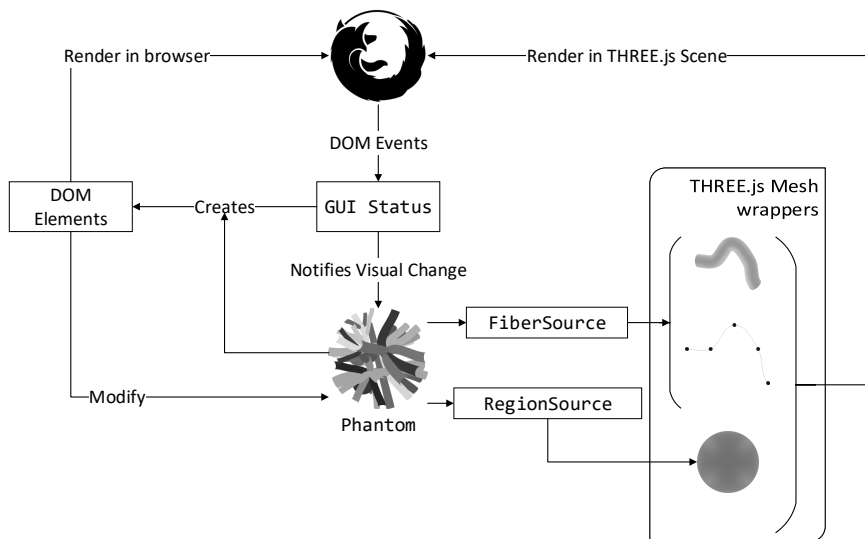 Render in browser
Render in THREE.js Scene
DOM Events
DOM
Elements
Creates
GUI Status
THREE.js Mesh
wrappers
Notifies Visual Change
FiberSource
Modify
RegionSource
Phantom